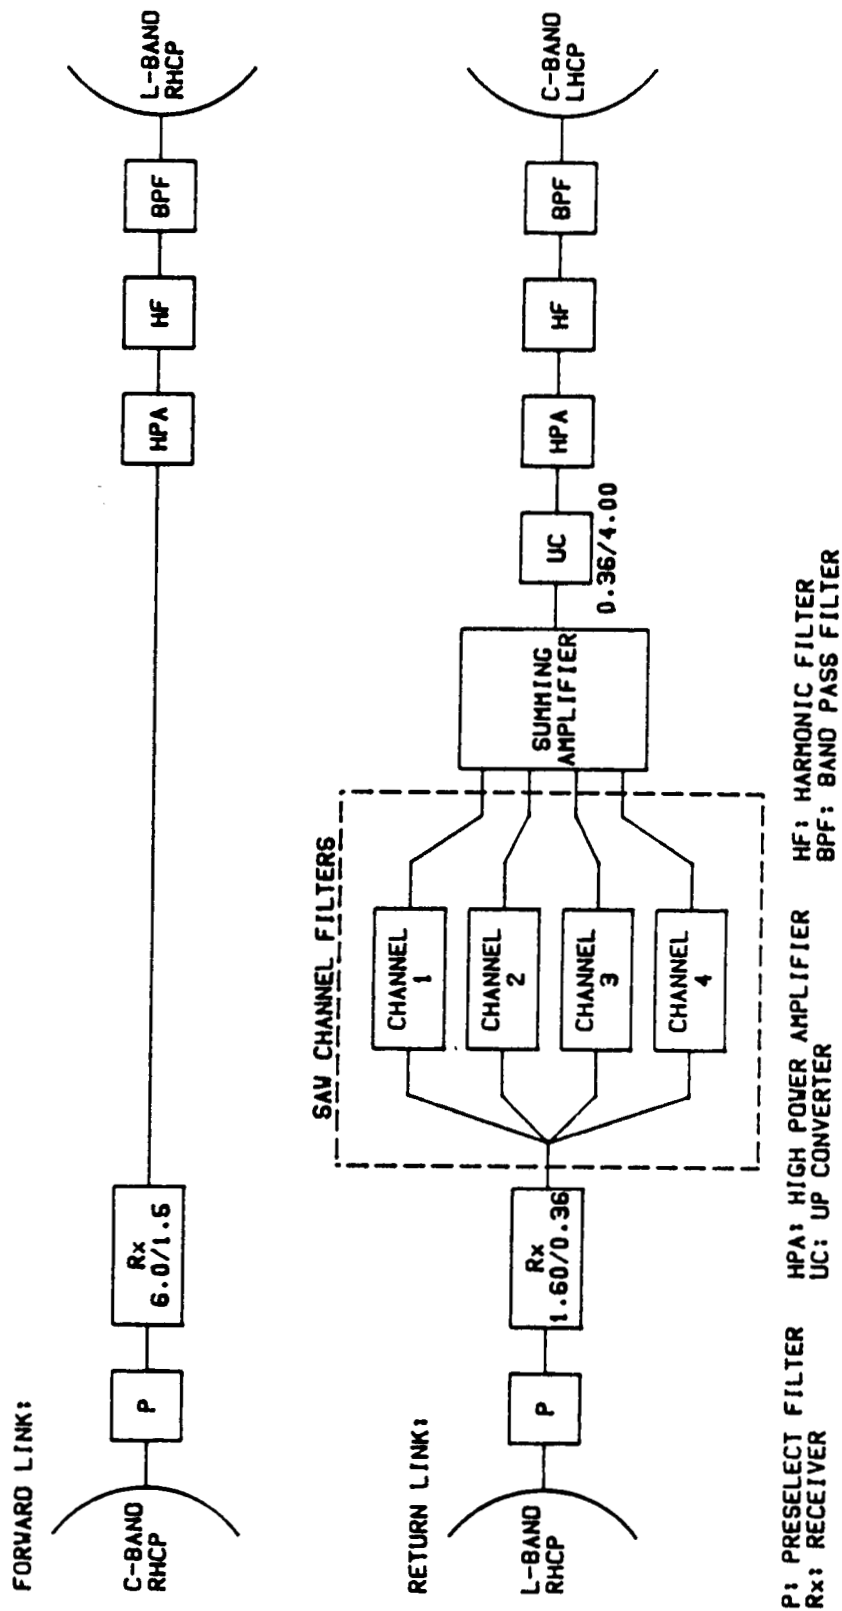 FORWARD LINK:
C-BAND
RHCP
P
Rx
6.0/1.5
HPA
HF
BPF
L-BAND
RHCP
RETURN LINK:
L-BAND
RHCP
P
Rx
1.60/0.36
SAW CHANNEL FILTERS
CHANNEL
1
CHANNEL
2
CHANNEL
3
CHANNEL
4
SUMMING
AMPLIFIER
UC
0.36/4.00
HPA
HF
BPF
C-BAND
LHCP
P: PRESELECT FILTER
Rx: RECEIVER
HPA: HIGH POWER AMPLIFIER
UC: UP CONVERTER
HF: HARMONIC FILTER
BPF: BAND PASS FILTER